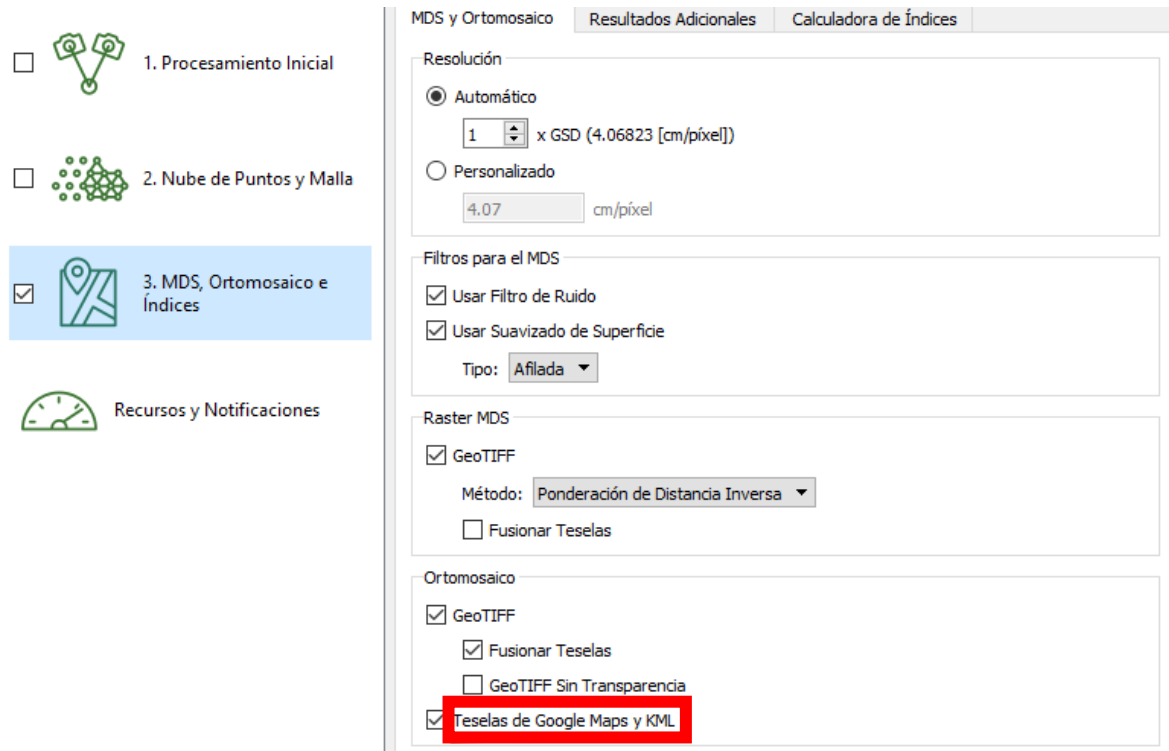 1. Procesamiento Inicial
2. Nube de Puntos y Malla
3. MDS, Ortomosaico e
Índices
Recursos y Notificaciones
MDS y Ortomosaico
Resultados Adicionales
Calculadora de Índices
Resolución
Automático
1 x GSD (4.06823 [cm/píxel])
Personalizado
4.07 cm/píxel
Filtros para el MDS
Usar Filtro de Ruido
Usar Suavizado de Superficie
Tipo: Afilada
Raster MDS
GeoTIFF
Método: Ponderación de Distancia Inversa
Fusionar Teselas
Ortomosaico
GeoTIFF
Fusionar Teselas
GeoTIFF Sin Transparencia
Teselas de Google Maps y KML